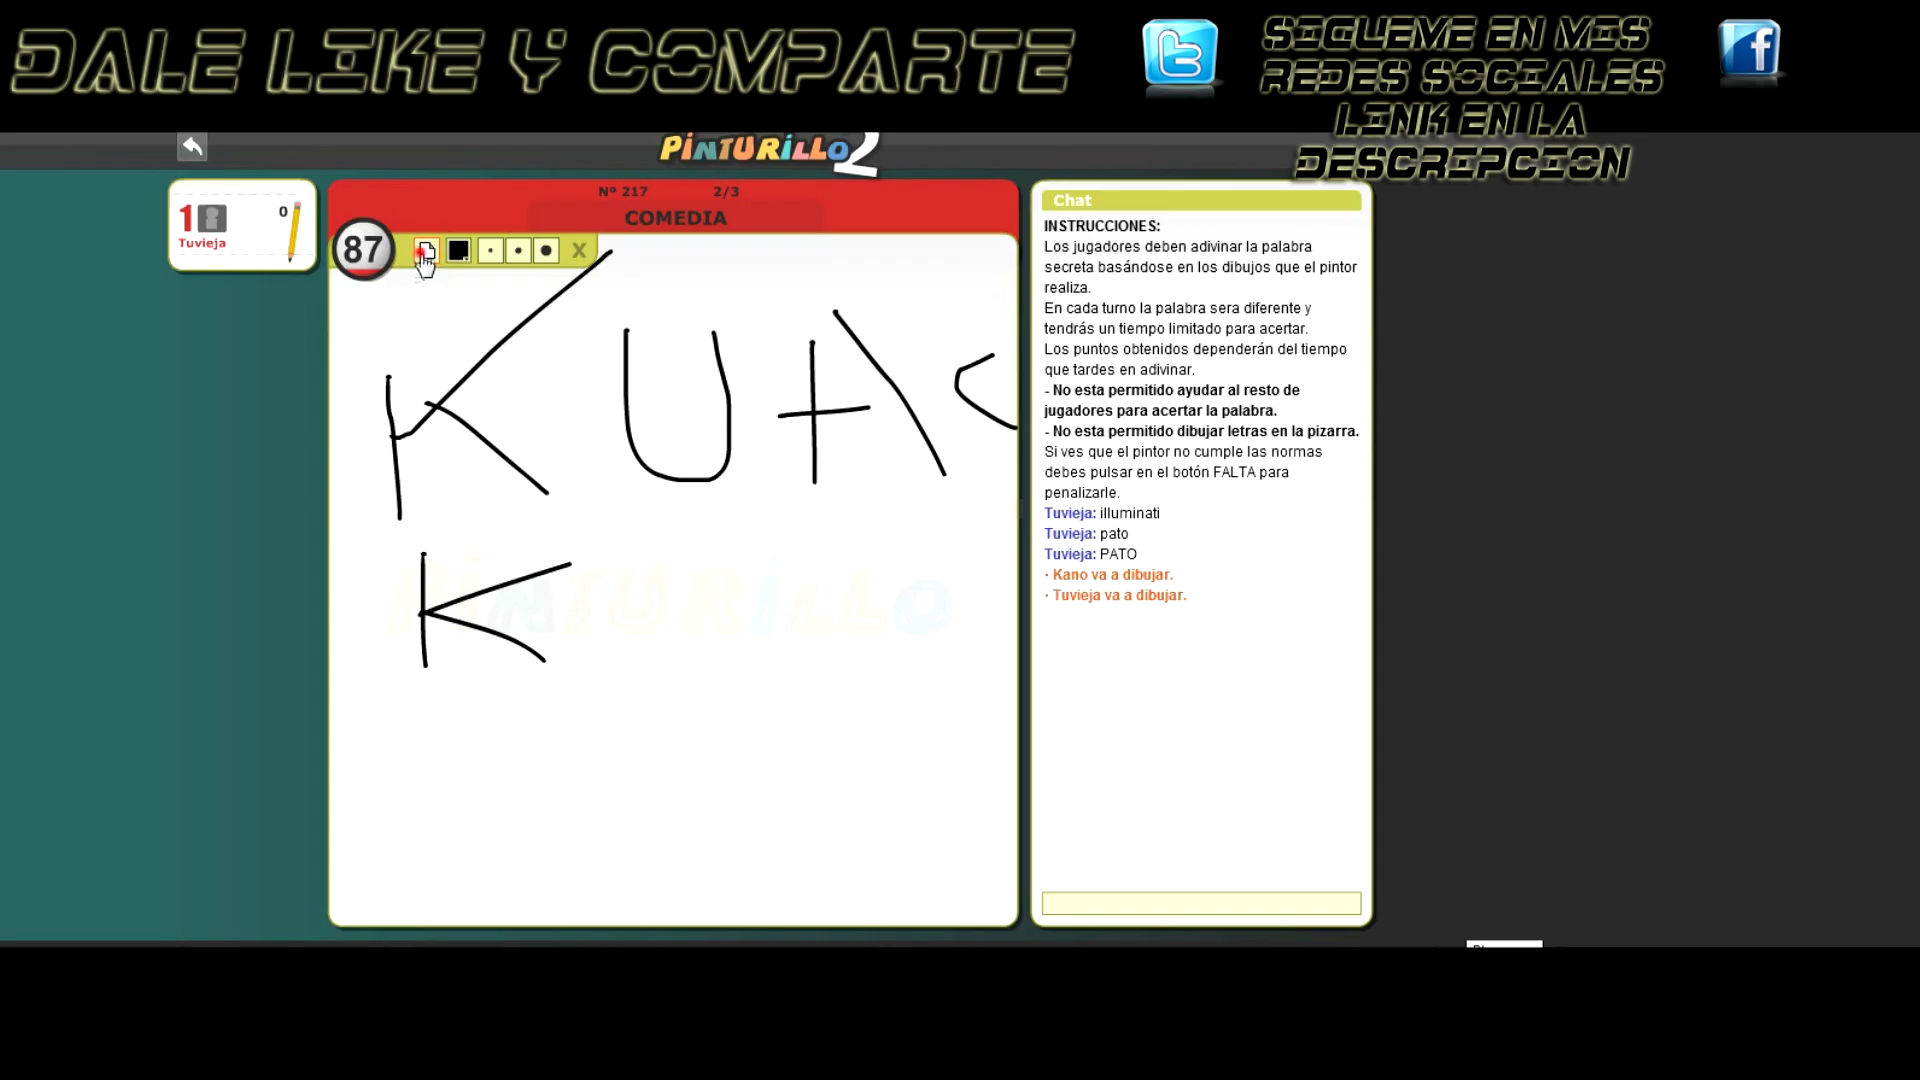 DALE LIKE Y COMPARTE
SIGUEME EN MIS
REDES SOCIALES
LINK EN LA
DESCRIPCION
PINTURILLO 2
1
0
Tuvieja
Nº 217 2/3
COMEDIA
87
X
K U
K
PINTURILLO
Chat
INSTRUCCIONES:
Los jugadores deben adivinar la palabra
secreta basándose en los dibujos que el pintor
realiza.
En cada turno la palabra sera diferente y
tendrás un tiempo limitado para acertar.
Los puntos obtenidos dependerán del tiempo
que tardes en adivinar.
- No esta permitido ayudar al resto de
jugadores para acertar la palabra.
- No esta permitido dibujar letras en la pizarra.
Si ves que el pintor no cumple las normas
debes pulsar en el botón FALTA para
penalizarle.
Tuvieja: illuminati
Tuvieja: pato
Tuvieja: PATO
· Kano va a dibujar.
· Tuvieja va a dibujar.